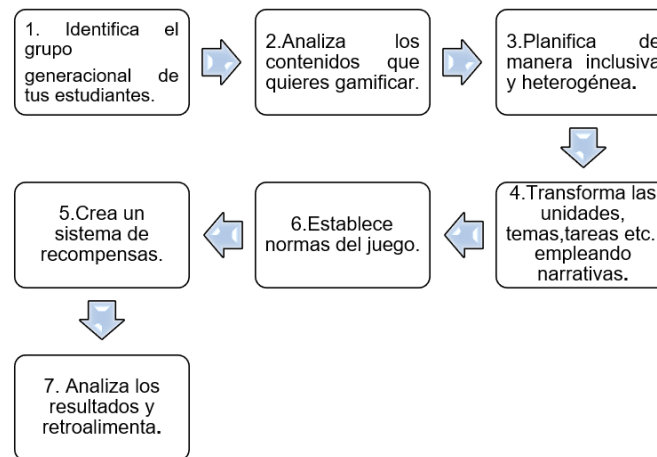 1. Identifica el
grupo
generacional de
tus estudiantes.
2.Analiza los
contenidos que
quieres gamificar.
3.Planifica de
manera inclusiva
y heterogénea.
4.Transforma las
unidades,
temas,tareas etc.
empleando
narrativas.
6.Establece
normas del juego.
5.Crea un
sistema de
recompensas.
7. Analiza los
resultados y
retroalimenta.